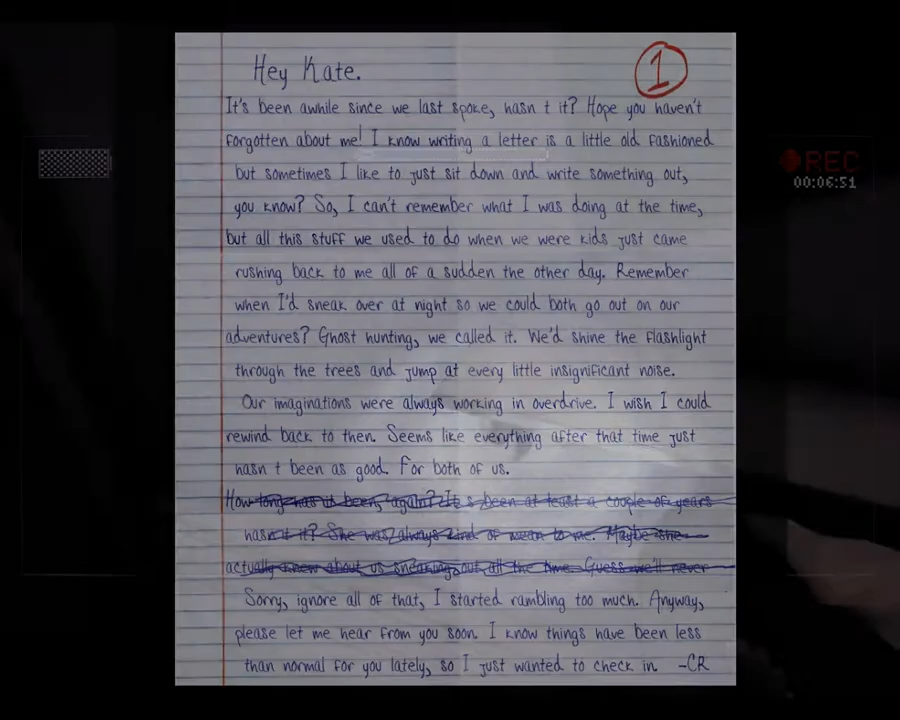 Hey Kate.
1
It's been awhile since we last spoke, hasn t it? Hope you haven't
forgotten about me! I know writing a letter is a little old fashioned
but sometimes I like to just sit down and write something out,
REC
00:06:51
you know? So, I can't remember what I was doing at the time,
but all this stuff we used to do when we were kids just came
rushing back to me all of a sudden the other day. Remember
when I'd sneak over at night so we could both go out on our
adventures? Ghost hunting, we called it. We'd shine the flashlight
through the trees and jump at every little insignificant noise.
Our imaginations were always working in overdrive. I wish I could
rewind back to then. Seems like everything after that time just
hasn t been as good. For both of us.
How long has it been, again? It s been at least a couple of years
hasn t it? She was always kind of mean to me. Maybe she
actually knew about us sneaking out all the time. Guess we'll never
Sorry, ignore all of that, I started rambling too much. Anyway,
please let me hear from you soon. I know things have been less
than normal for you lately, so I just wanted to check in. -CR